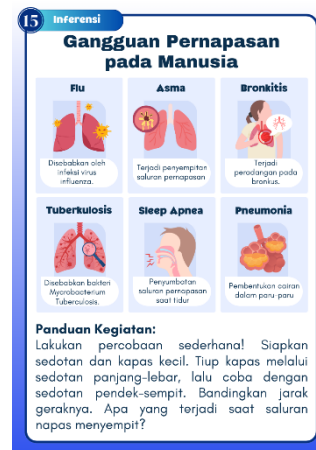 15 Inferensi
Gangguan Pernapasan
pada Manusia
Flu
Disebabkan oleh
infeksi virus
influenza.
Asma
Terjadi penyempitan
saluran pernapasan
Bronkitis
Terjadi
peradangan pada
bronkus.
Tuberkulosis
Disebabkan bakteri
Mycrobacterium
Tuberculosis.
Sleep Apnea
Penyumbatan
saluran pernapasan
saat tidur
Pneumonia
Pembentukan cairan
dalam paru-paru
Panduan Kegiatan:
Lakukan percobaan sederhana! Siapkan
sedotan dan kapas kecil. Tiup kapas melalui
sedotan panjang-lebar, lalu coba dengan
sedotan pendek-sempit. Bandingkan jarak
geraknya. Apa yang terjadi saat saluran
napas menyempit?